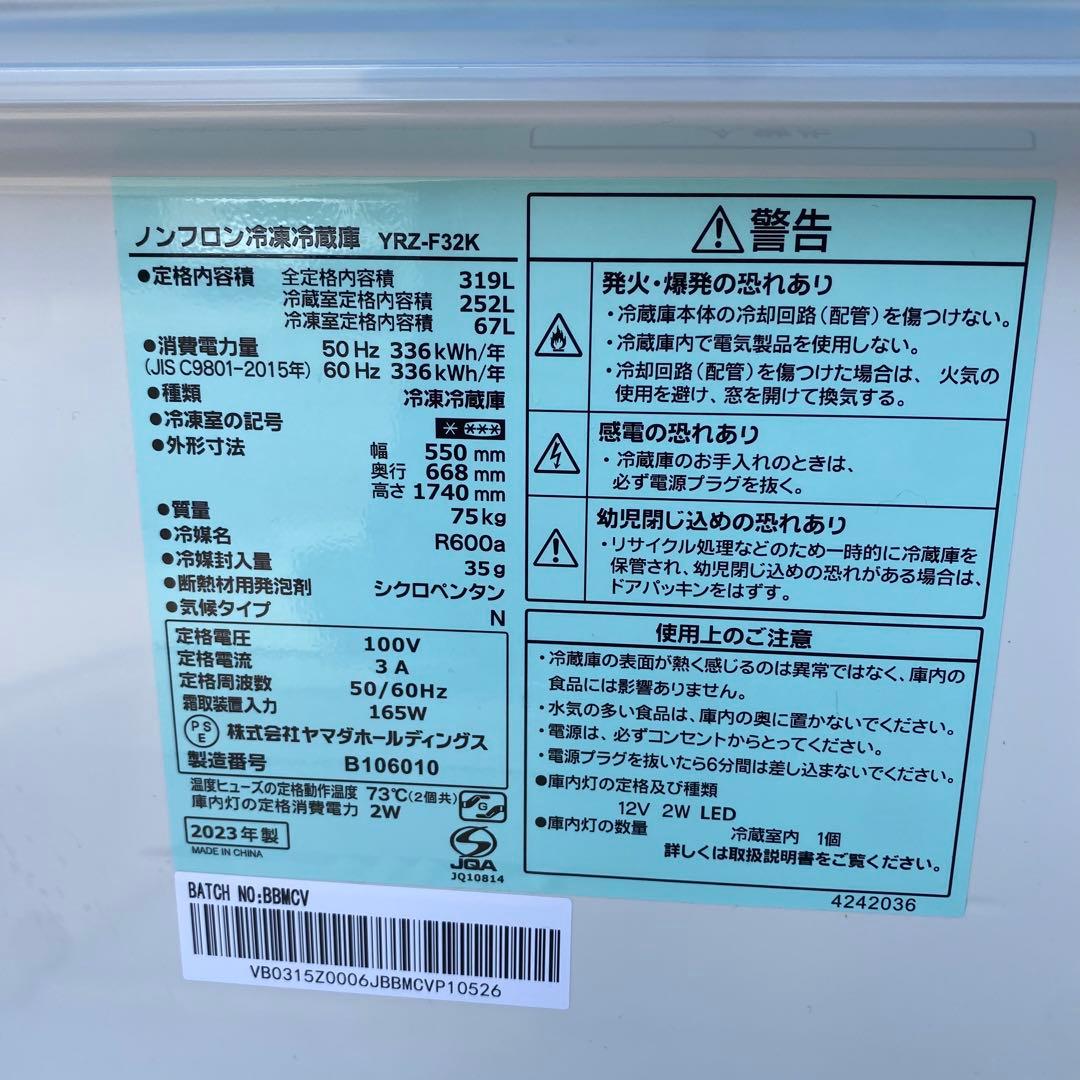 ノンフロン冷凍冷蔵庫 YRZ-F32K
●定格内容積 全定格内容積 319L
冷蔵室定格内容積 252L
冷凍室定格内容積 67L
●消費電力量 50Hz 336kWh/年
(JIS C9801-2015年) 60Hz 336kWh/年
●種類 冷凍冷蔵庫
●冷凍室の記号
●外形寸法 幅 550 mm
奥行 668 mm
高さ 1740 mm
●質量 75kg
●冷媒名 R600a
●冷媒封入量 35g
●断熱材用発泡剤 シクロペンタン
●気候タイプ N
定格電圧 100V
定格電流 3 A
定格周波数 50/60Hz
霜取装置入力 165W
PSE 株式会社ヤマダホールディングス
製造番号 B106010
温度ヒューズの定格動作温度 73℃(2個共)
庫内灯の定格消費電力 2W
G
2023年製
MADE IN CHINA
JQA
JQ10814
警告
発火・爆発の恐れあり
・冷蔵庫本体の冷却回路(配管)を傷つけない。
・冷蔵庫内で電気製品を使用しない。
・冷却回路(配管)を傷つけた場合は、火気の
使用を避け、窓を開けて換気する。
感電の恐れあり
・冷蔵庫のお手入れのときは、
必ず電源プラグを抜く。
幼児閉じ込めの恐れあり
・リサイクル処理などのため一時的に冷蔵庫を
保管され、幼児閉じ込めの恐れがある場合は、
ドアパッキンをはずす。
使用上のご注意
・冷蔵庫の表面が熱く感じるのは異常ではなく、庫内の
食品には影響ありません。
・水気の多い食品は、庫内の奥に置かないでください。
・電源は、必ずコンセントからとってください。
・電源プラグを抜いたら6分間は差し込まないでください。
●庫内灯の定格及び種類
12V 2W LED
●庫内灯の数量 冷蔵室内 1個
詳しくは取扱説明書をご覧ください。
4242036
BATCH NO:BBMCV
VB0315Z0006JBBMCVP10526